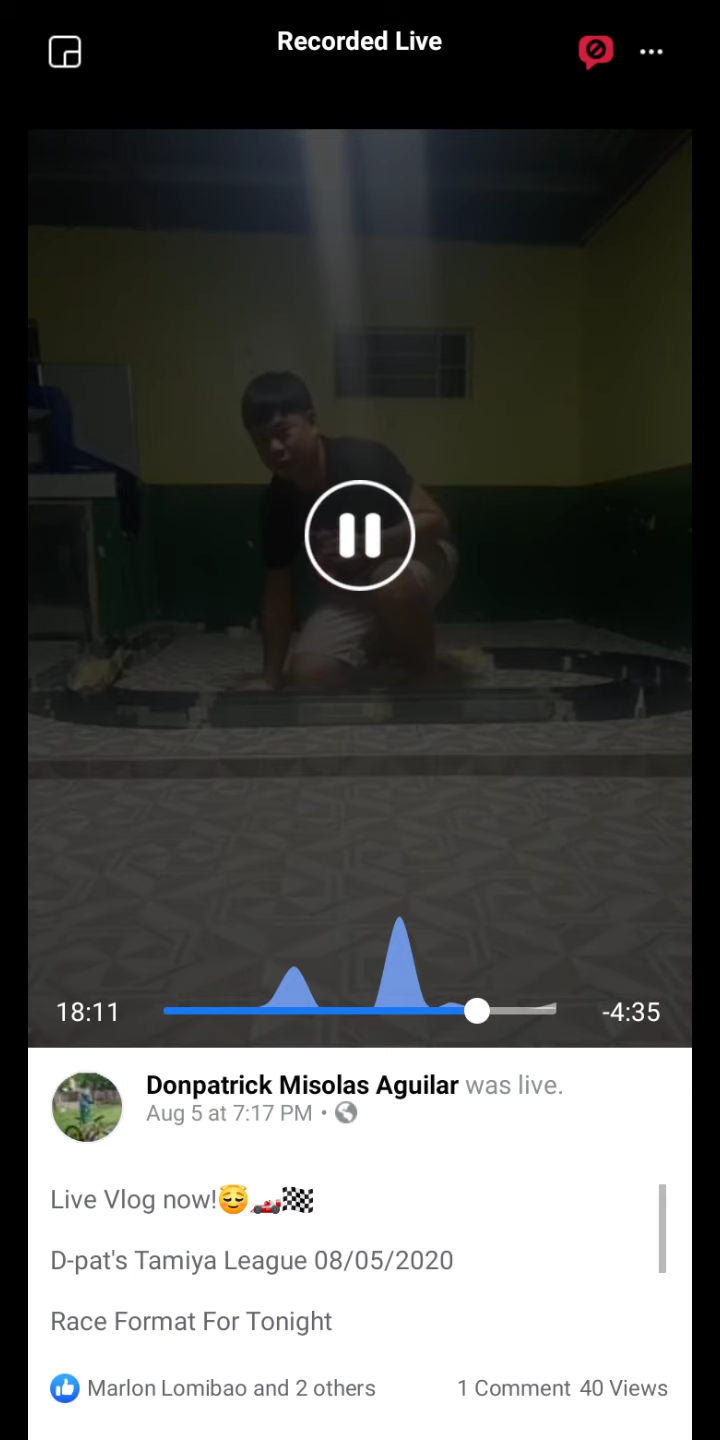 Recorded Live
18:11
-4:35
Donpatrick Misolas Aguilar was live.
Aug 5 at 7:17 PM •
Live Vlog now!😇🏎️🏁
D-pat's Tamiya League 08/05/2020
Race Format For Tonight
Marlon Lomibao and 2 others
1 Comment 40 Views